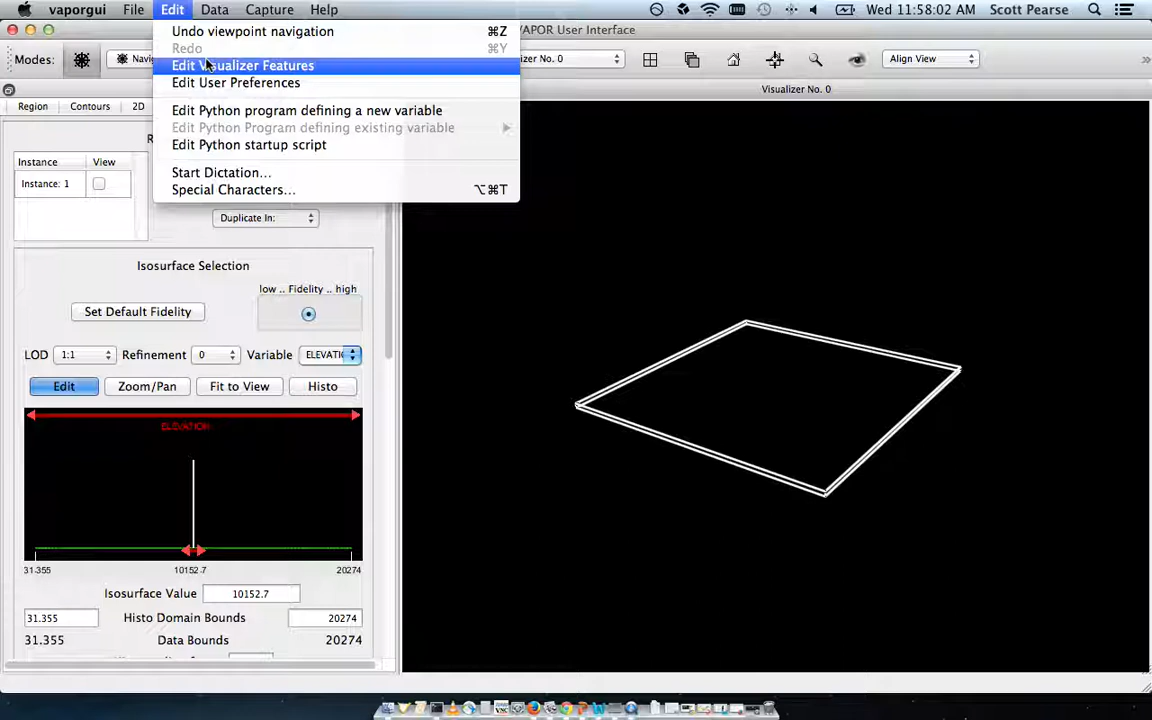 vaporgui File Edit Data Capture Help Wed 11:58:02 AM Scott Pearse
VAPOR User Interface
Modes: ser No. 0 Align View
Visualizer No. 0
Undo viewpoint navigation ⌘Z
Redo ⌘Y
Edit Visualizer Features
Edit User Preferences
Edit Python program defining a new variable
Edit Python Program defining existing variable
Edit Python startup script
Start Dictation...
Special Characters... ⌥⌘T
Region Contours 2D
Instance View
Instance: 1
Duplicate In:
Isosurface Selection
low .. Fidelity .. high
Set Default Fidelity
LOD 1:1 Refinement 0 Variable ELEVATI
Edit Zoom/Pan Fit to View Histo
ELEVATION
31.355 10152.7 20274
Isosurface Value 10152.7
31.355 Histo Domain Bounds 20274
31.355 Data Bounds 20274